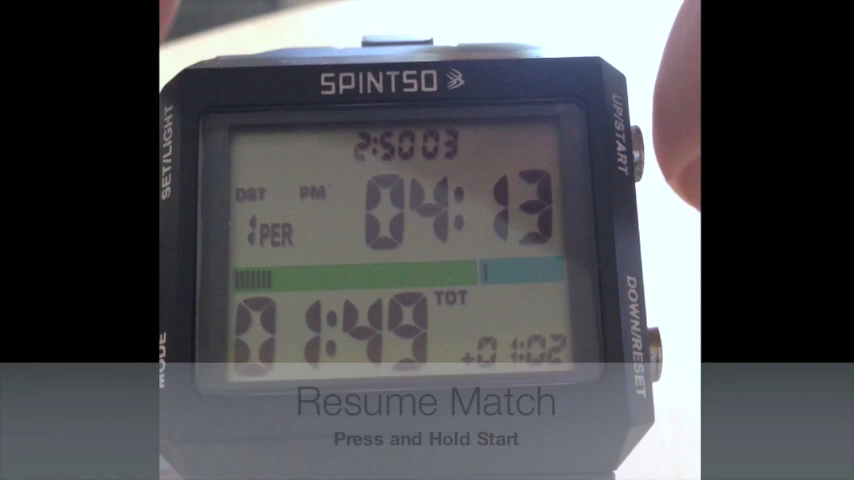 SPINTSO
SET/LIGHT
UP/START
2:50 03
DST PM
04:13
1 PER
TOT
01:49
+01:02
MODE
DOWN/RESET
Resume Match
Press and Hold Start